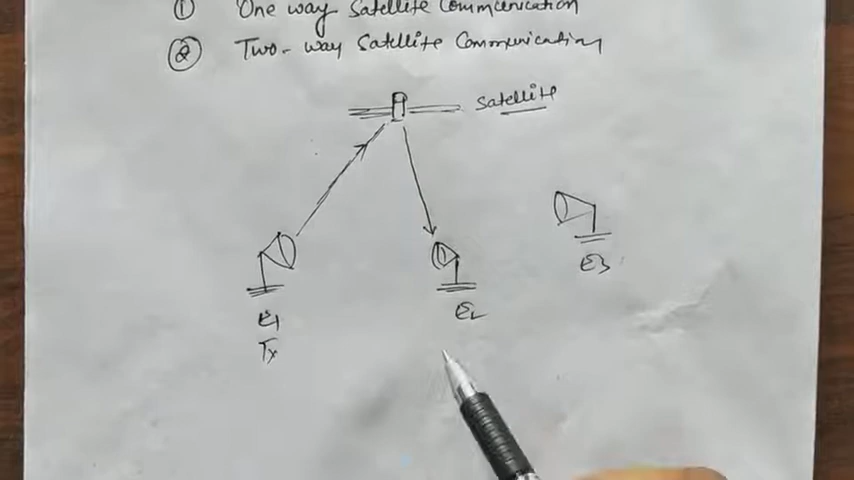 ① One way Satellite Communication
② Two-way Satellite Communication
Satellite
E1
E2
E3
Tx